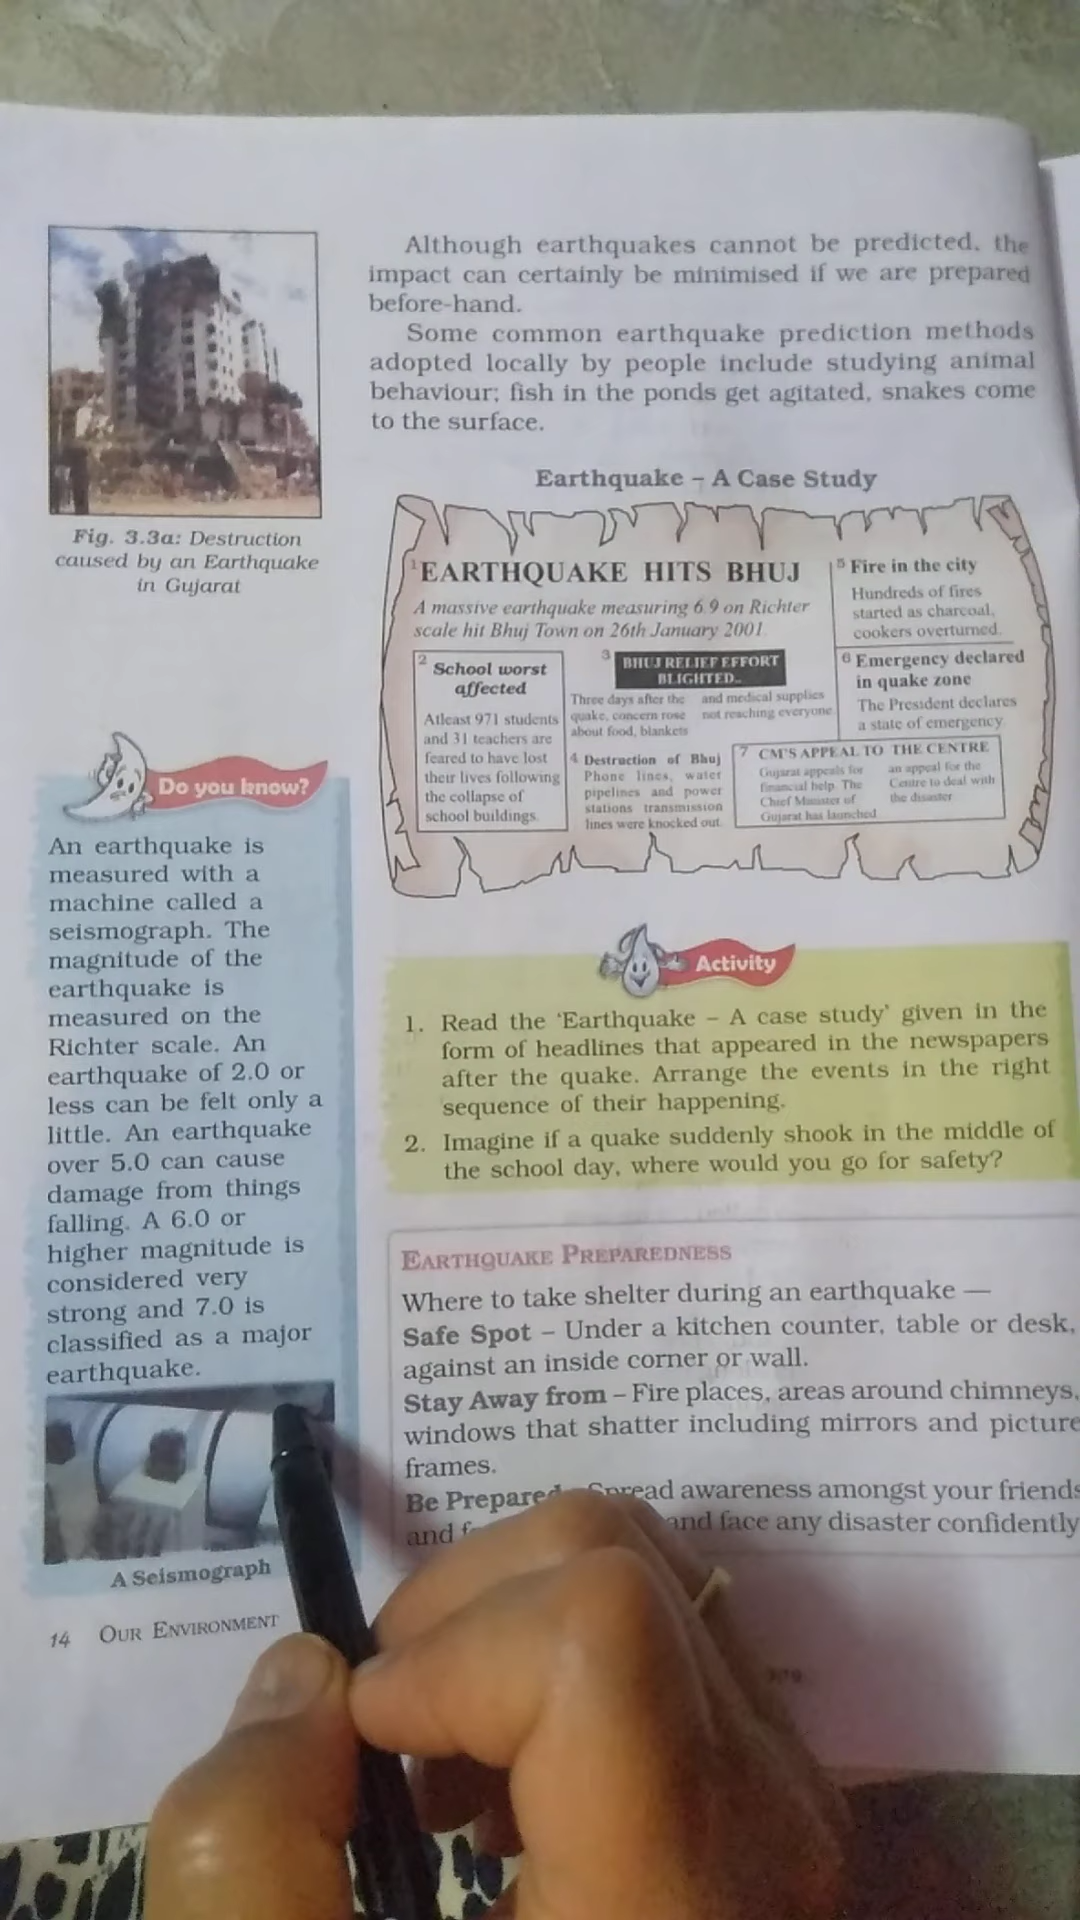 Although earthquakes cannot be predicted, the
impact can certainly be minimised if we are prepared
before-hand.
Some common earthquake prediction methods
adopted locally by people include studying animal
behaviour; fish in the ponds get agitated, snakes come
to the surface.
Fig. 3.3a: Destruction
caused by an Earthquake
in Gujarat
Earthquake – A Case Study
1 EARTHQUAKE HITS BHUJ
A massive earthquake measuring 6.9 on Richter
scale hit Bhuj Town on 26th January 2001.
2 School worst
affected
Atleast 971 students
and 31 teachers are
feared to have lost
their lives following
the collapse of
school buildings.
3 BHUJ RELIEF EFFORT
BLIGHTED..
Three days after the
quake, concern rose
about food, blankets
and medical supplies
not reaching everyone
4 Destruction of Bhuj
Phone lines, water
pipelines and power
stations transmission
lines were knocked out.
5 Fire in the city
Hundreds of fires
started as charcoal,
cookers overturned.
6 Emergency declared
in quake zone
The President declares
a state of emergency.
7 CM'S APPEAL TO THE CENTRE
Gujarat appeals for
financial help. The
Chief Minister of
Gujarat has launched
an appeal for the
Centre to deal with
the disaster
Do you know?
An earthquake is
measured with a
machine called a
seismograph. The
magnitude of the
earthquake is
measured on the
Richter scale. An
earthquake of 2.0 or
less can be felt only a
little. An earthquake
over 5.0 can cause
damage from things
falling. A 6.0 or
higher magnitude is
considered very
strong and 7.0 is
classified as a major
earthquake.
A Seismograph
Activity
1. Read the ‘Earthquake – A case study’ given in the
form of headlines that appeared in the newspapers
after the quake. Arrange the events in the right
sequence of their happening.
2. Imagine if a quake suddenly shook in the middle of
the school day, where would you go for safety?
EARTHQUAKE PREPAREDNESS
Where to take shelter during an earthquake —
Safe Spot – Under a kitchen counter, table or desk,
against an inside corner or wall.
Stay Away from – Fire places, areas around chimneys,
windows that shatter including mirrors and picture
frames.
Be Prepared Spread awareness amongst your friends
and and face any disaster confidently
14 OUR ENVIRONMENT